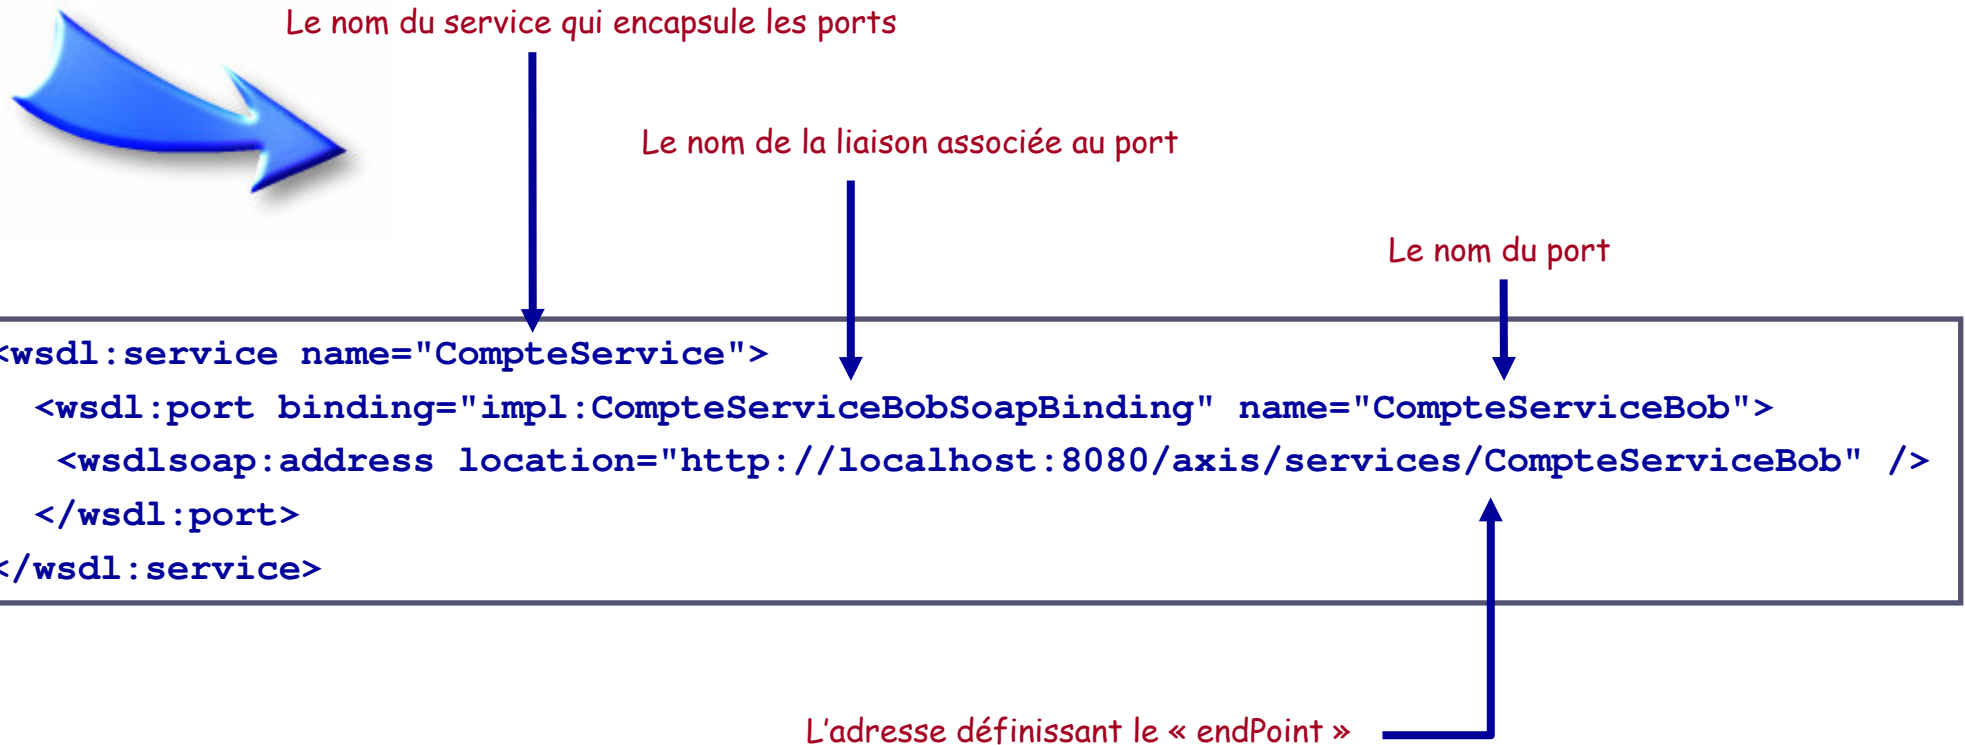 Le nom du service qui encapsule les ports
Le nom de la liaison associée au port
Le nom du port
<wsdl:service name="CompteService">
<wsdl:port binding="impl:CompteServiceBobSoapBinding" name="CompteServiceBob">
<wsdlsoap:address location="http://localhost:8080/axis/services/CompteServiceBob" />
</wsdl:port>
</wsdl:service>
L'adresse définissant le « endPoint »